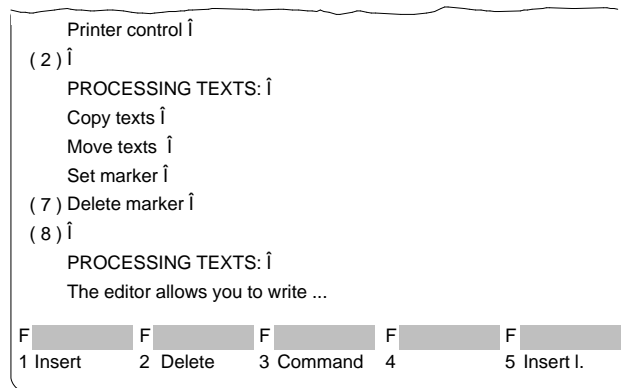 Printer control Î
( 2 ) Î
PROCESSING TEXTS: Î
Copy texts Î
Move texts Î
Set marker Î
( 7 ) Delete marker Î
( 8 ) Î
PROCESSING TEXTS: Î
The editor allows you to write ...
F F F F F
1 Insert 2 Delete 3 Command 4 5 Insert l.